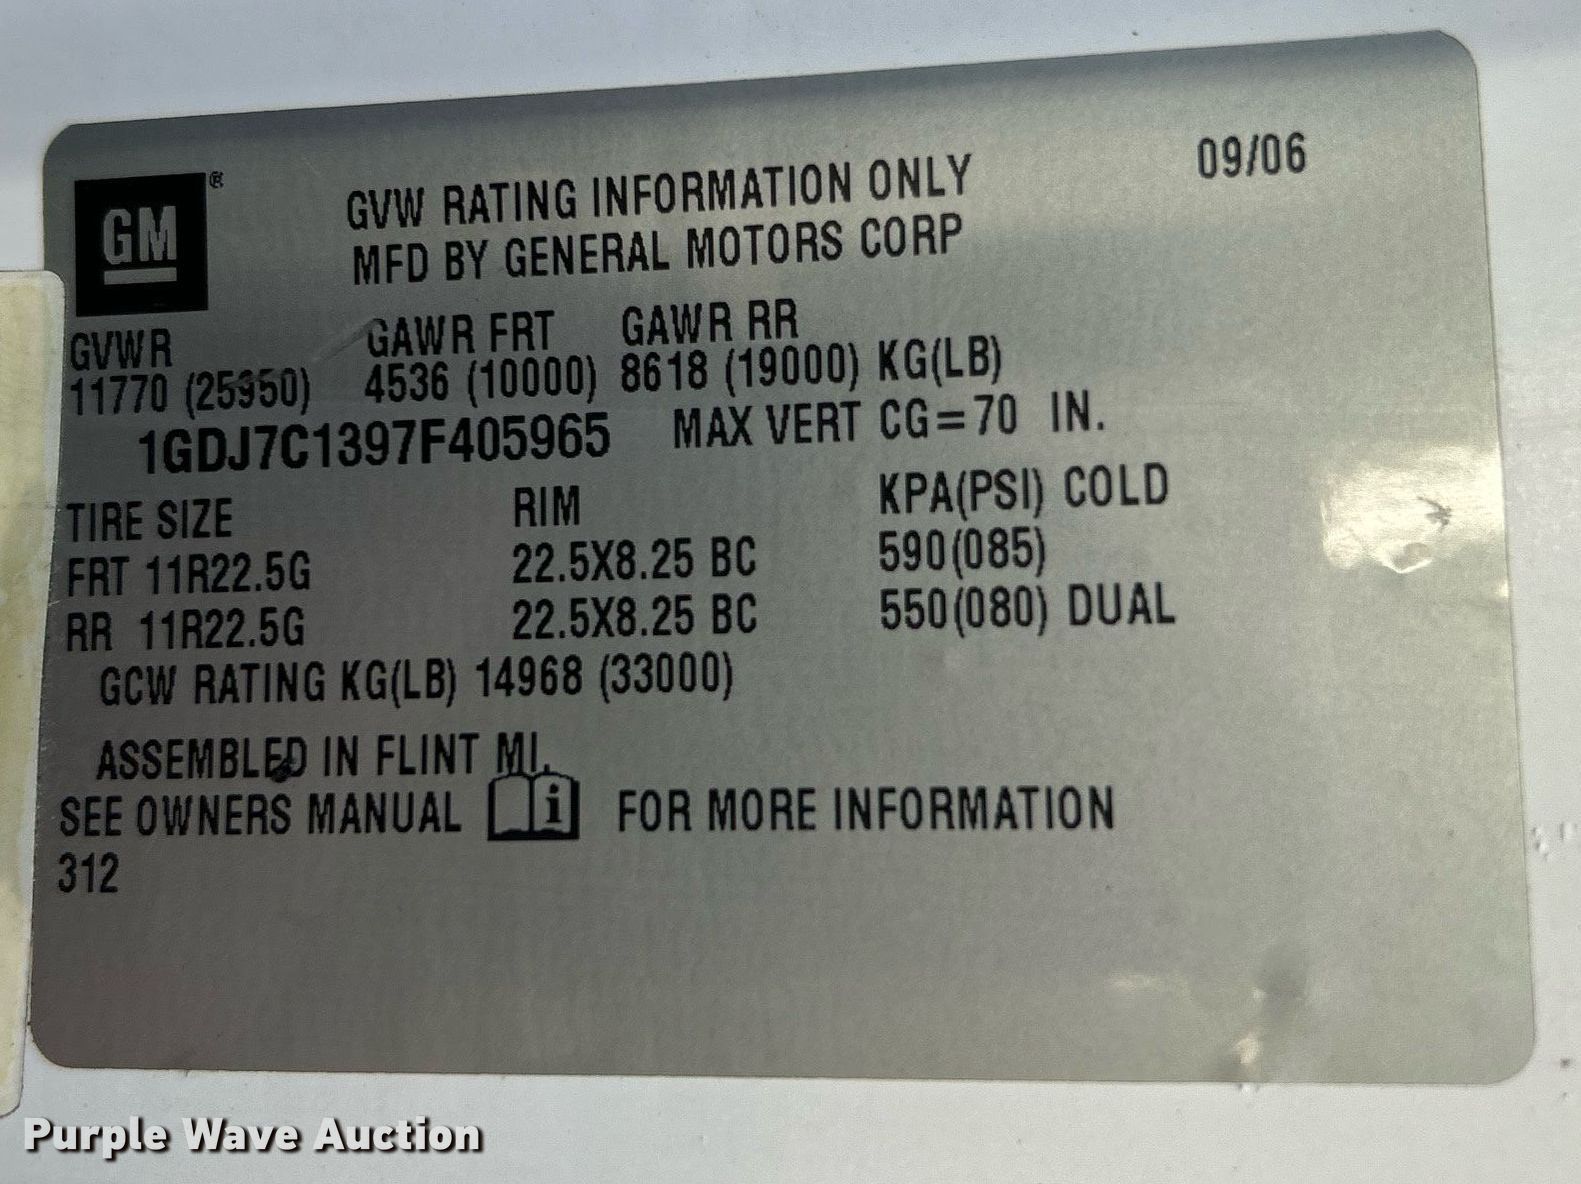 GM ®
GVW RATING INFORMATION ONLY 09/06
MFD BY GENERAL MOTORS CORP
GVWR GAWR FRT GAWR RR
11770 (25950) 4536 (10000) 8618 (19000) KG(LB)
1GDJ7C1397F405965 MAX VERT CG=70 IN.
TIRE SIZE RIM KPA(PSI) COLD
FRT 11R22.5G 22.5X8.25 BC 590(085)
RR 11R22.5G 22.5X8.25 BC 550(080) DUAL
GCW RATING KG(LB) 14968 (33000)
ASSEMBLED IN FLINT MI.
SEE OWNERS MANUAL i FOR MORE INFORMATION
312
Purple Wave Auction